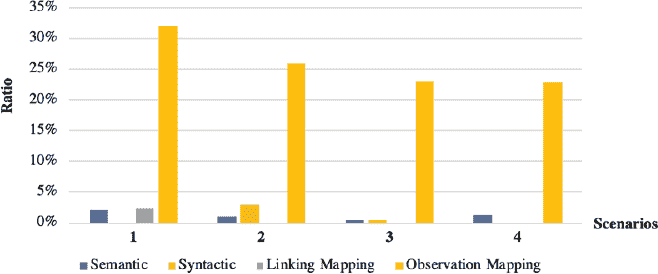 35%
30%
25%
20%
15%
10%
5%
0%
Ratio
1 2 3 4
Scenarios
Semantic Syntactic Linking Mapping Observation Mapping